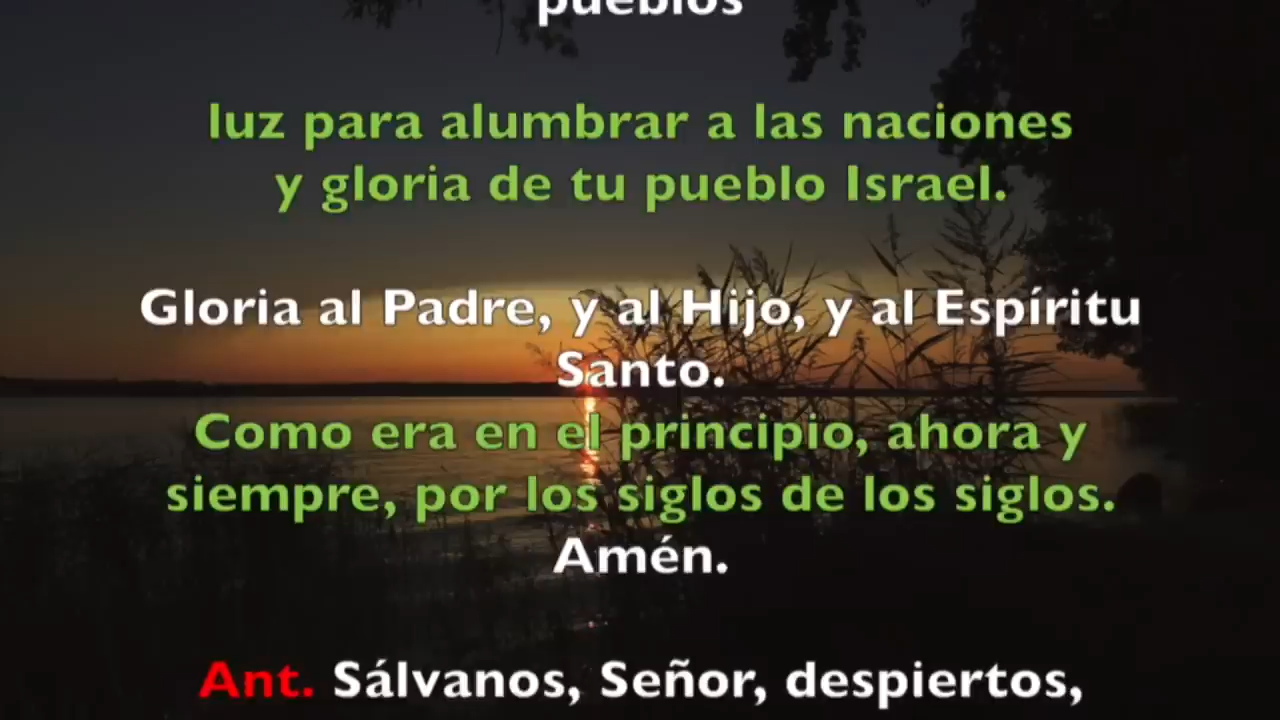 pueblos
luz para alumbrar a las naciones
y gloria de tu pueblo Israel.
Gloria al Padre, y al Hijo, y al Espíritu
Santo.
Como era en el principio, ahora y
siempre, por los siglos de los siglos.
Amén.
Ant. Sálvanos, Señor, despiertos,